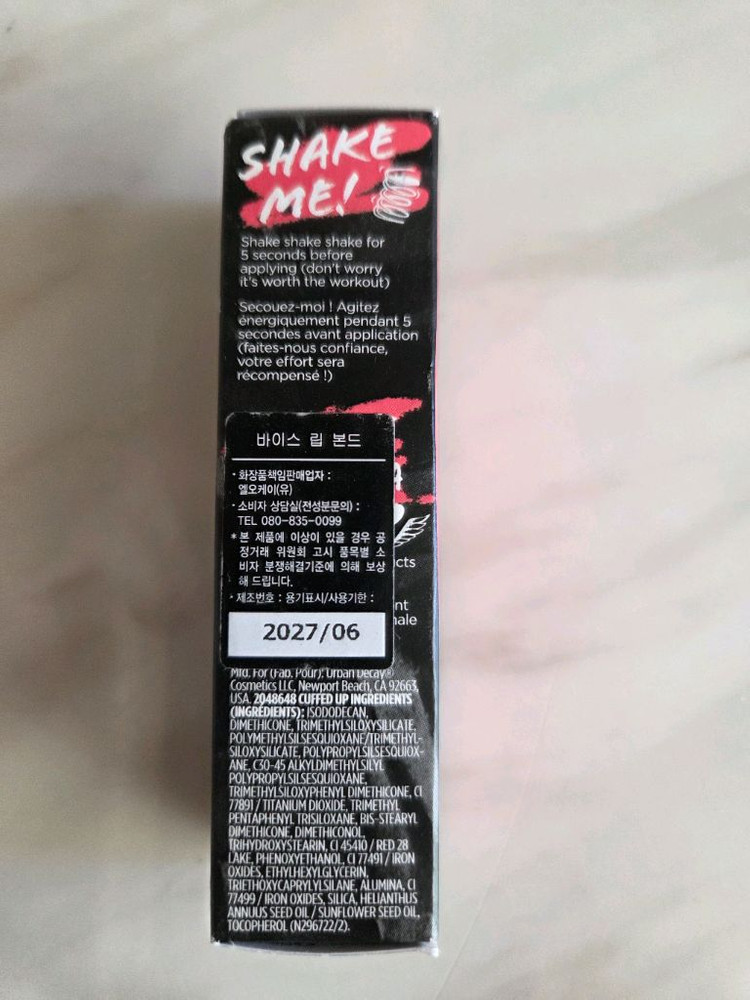 SHAKE
ME!
Shake shake shake for
5 seconds before
applying (don't worry
it's worth the workout)
Secouez-moi ! Agitez
énergiquement pendant 5
secondes avant application
(faites-nous confiance,
votre effort sera
récompensé !)
바이스 립 본드
· 화장품책임판매업자 :
엘오케이(유)
· 소비자 상담실(전성분문의) :
TEL 080-835-0099
* 본 제품에 이상이 있을 경우 공
정거래 위원회 고시 품목별 소
비자 분쟁해결기준에 의해 보상
해 드립니다.
· 제조번호 : 용기표시/사용기한 :
2027/06
Mfd. For (Fab. Pour): Urban Decay®
Cosmetics LLC, Newport Beach, CA 92663,
USA. 2048648 CUFFED UP INGREDIENTS
(INGRÉDIENTS): ISODODECAN,
DIMETHICONE, TRIMETHYLSILOXYSILICATE,
POLYMETHYLSILSESQUIOXANE/TRIMETHYL-
SILOXYSILICATE, POLYPROPYLSILSESQUIOX-
ANE, C30-45 ALKYLDIMETHYLSILYL
POLYPROPYLSILSESQUIOXANE,
TRIMETHYLSILOXYPHENYL DIMETHICONE, CI
77891 / TITANIUM DIOXIDE, TRIMETHYL
PENTAPHENYL TRISILOXANE, BIS-STEARYL
DIMETHICONE, DIMETHICONOL,
TRIHYDROXYSTEARIN, CI 45410 / RED 28
LAKE, PHENOXYETHANOL, CI 77491 / IRON
OXIDES, ETHYLHEXYLGLYCERIN,
TRIETHOXYCAPRYLYLSILANE, ALUMINA, CI
77499 / IRON OXIDES, SILICA, HELIANTHUS
ANNUUS SEED OIL / SUNFLOWER SEED OIL,
TOCOPHEROL (N296722/2).